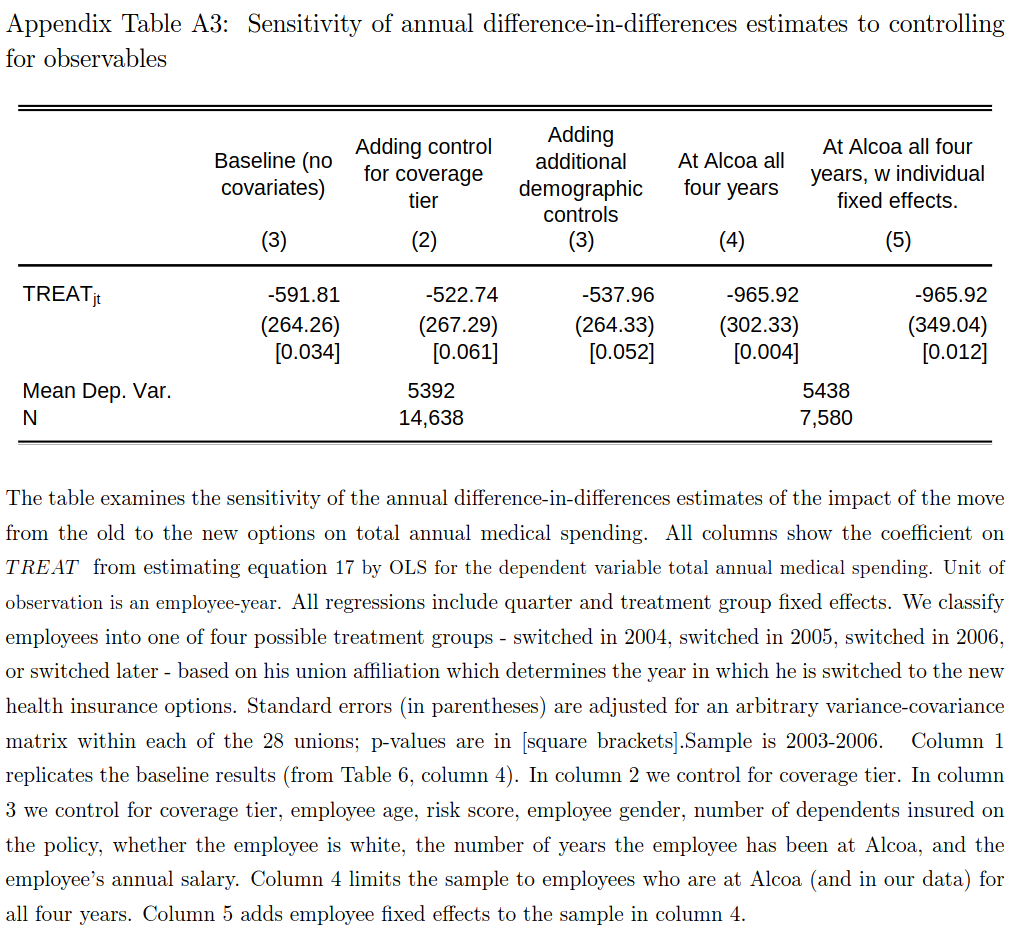 Appendix Table A3: Sensitivity of annual difference-in-differences estimates to controlling
for observables
Baseline (no covariates) Adding control for coverage tier Adding additional demographic controls At Alcoa all four years At Alcoa all four years, w individual fixed effects.
(3) (2) (3) (4) (5)
TREATjt -591.81 -522.74 -537.96 -965.92 -965.92
(264.26) (267.29) (264.33) (302.33) (349.04)
[0.034] [0.061] [0.052] [0.004] [0.012]
Mean Dep. Var. 5392 5438
N 14,638 7,580
The table examines the sensitivity of the annual difference-in-differences estimates of the impact of the move
from the old to the new options on total annual medical spending. All columns show the coefficient on
TREAT from estimating equation 17 by OLS for the dependent variable total annual medical spending. Unit of
observation is an employee-year. All regressions include quarter and treatment group fixed effects. We classify
employees into one of four possible treatment groups - switched in 2004, switched in 2005, switched in 2006,
or switched later - based on his union affiliation which determines the year in which he is switched to the new
health insurance options. Standard errors (in parentheses) are adjusted for an arbitrary variance-covariance
matrix within each of the 28 unions; p-values are in [square brackets].Sample is 2003-2006. Column 1
replicates the baseline results (from Table 6, column 4). In column 2 we control for coverage tier. In column
3 we control for coverage tier, employee age, risk score, employee gender, number of dependents insured on
the policy, whether the employee is white, the number of years the employee has been at Alcoa, and the
employee's annual salary. Column 4 limits the sample to employees who are at Alcoa (and in our data) for
all four years. Column 5 adds employee fixed effects to the sample in column 4.